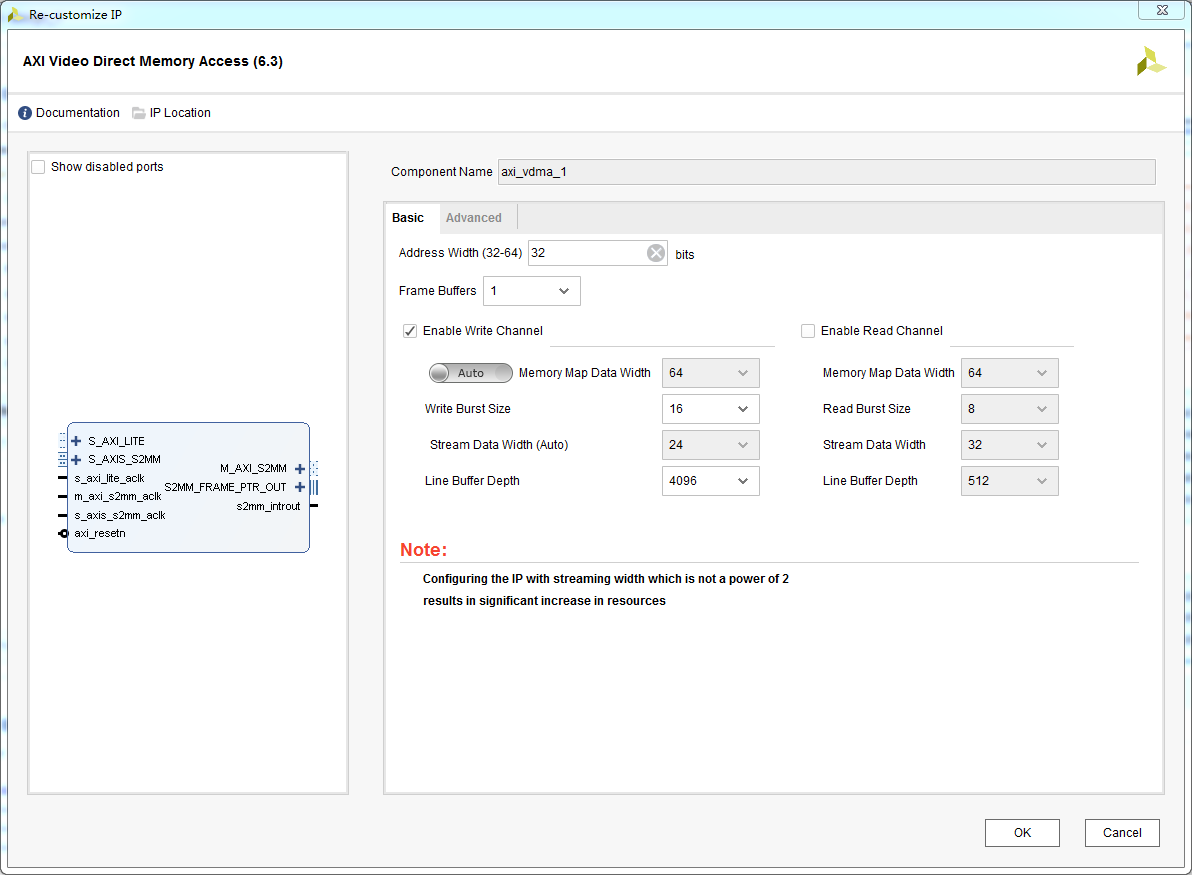 Re-customize IP
AXI Video Direct Memory Access (6.3)
Documentation IP Location
Show disabled ports
S_AXI_LITE
S_AXIS_S2MM
s_axi_lite_aclk
m_axi_s2mm_aclk
s_axis_s2mm_aclk
axi_resetn
M_AXI_S2MM
S2MM_FRAME_PTR_OUT
s2mm_introut
Component Name axi_vdma_1
Basic Advanced
Address Width (32-64) 32 bits
Frame Buffers 1
Enable Write Channel
Auto Memory Map Data Width 64
Write Burst Size 16
Stream Data Width (Auto) 24
Line Buffer Depth 4096
Enable Read Channel
Memory Map Data Width 64
Read Burst Size 8
Stream Data Width 32
Line Buffer Depth 512
Note:
Configuring the IP with streaming width which is not a power of 2
results in significant increase in resources
OK Cancel